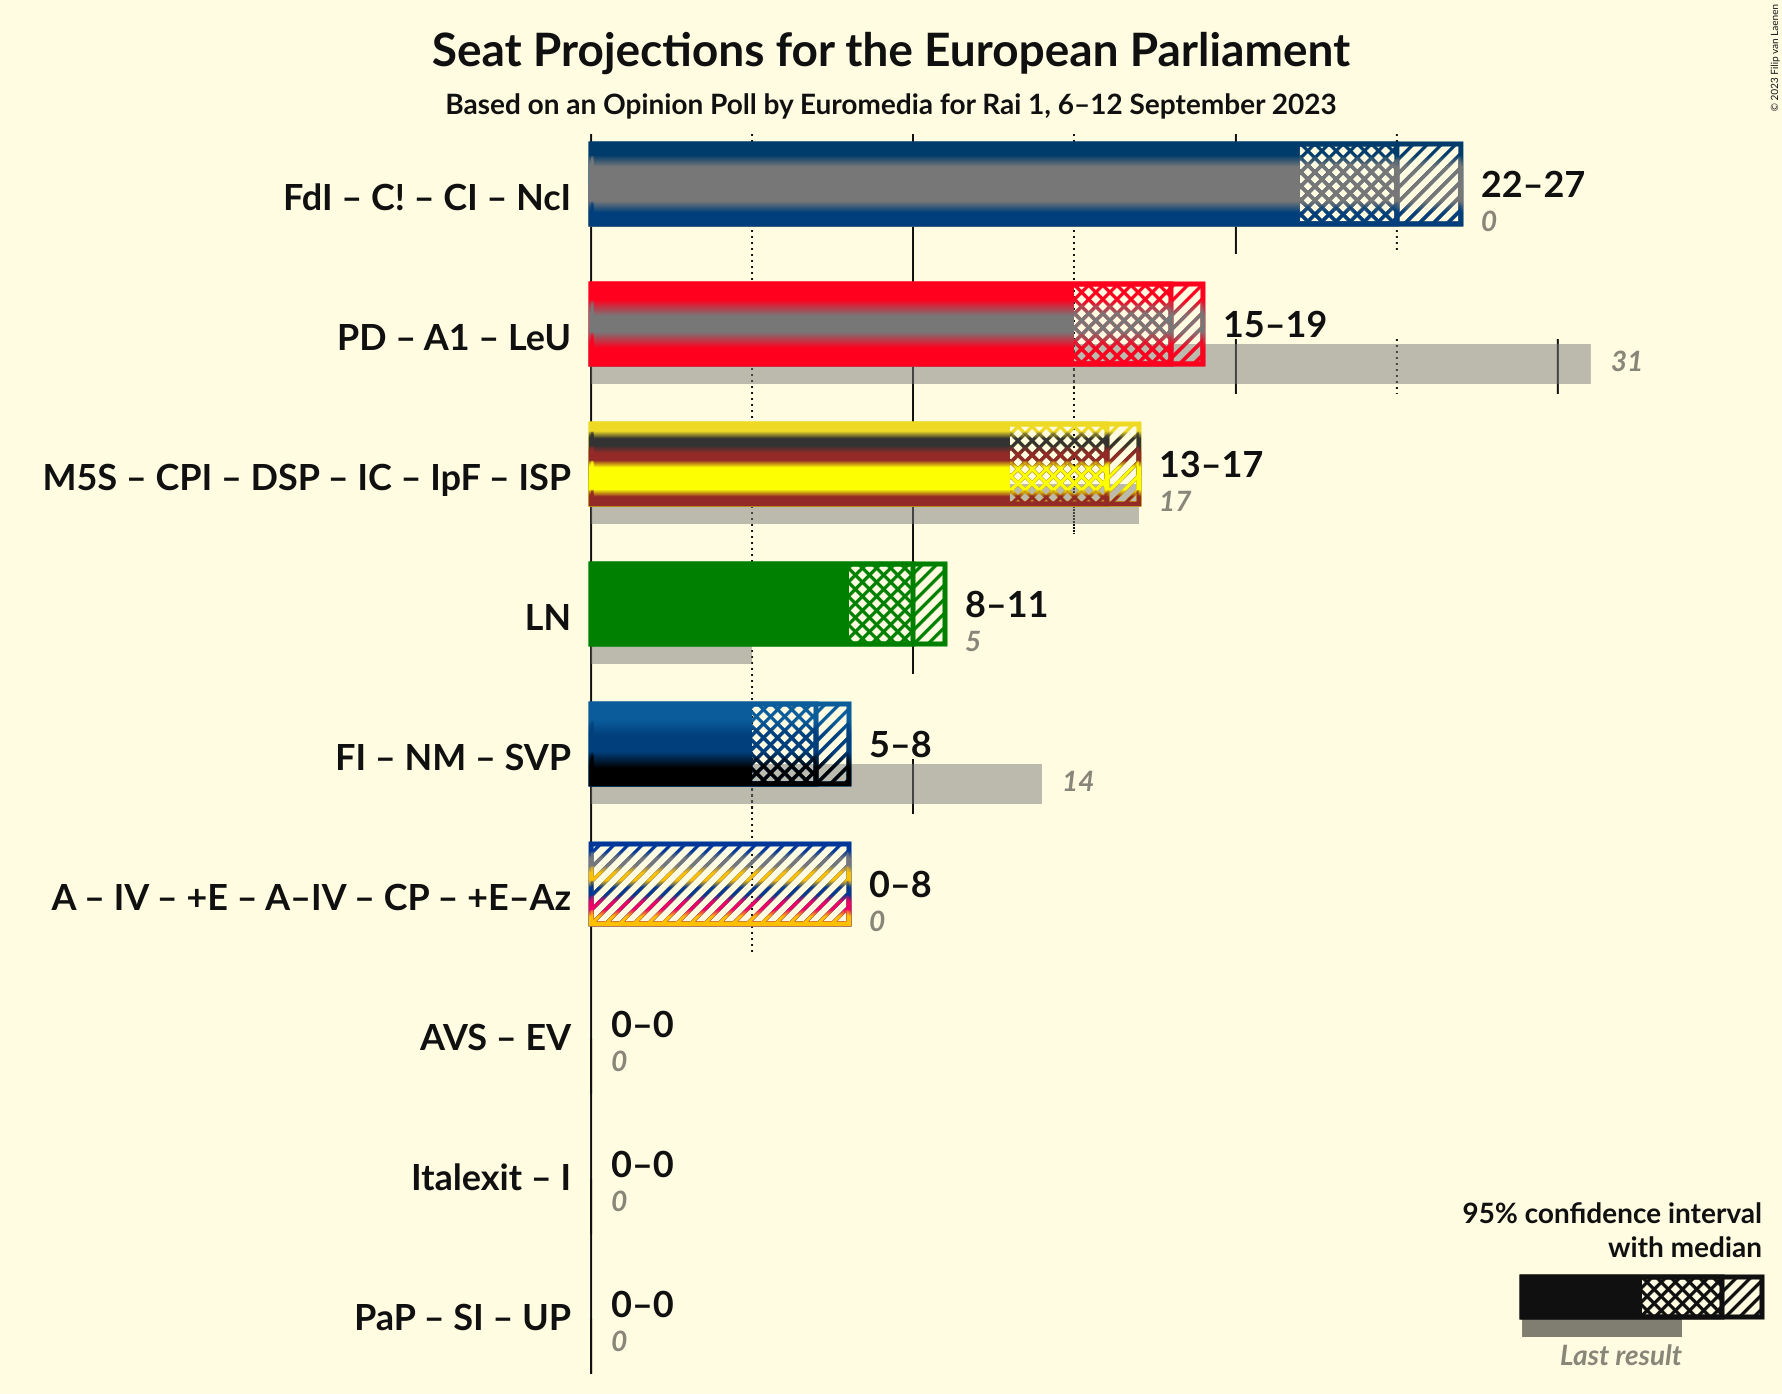 Seat Projections for the European Parliament
Based on an Opinion Poll by Euromedia for Rai 1, 6–12 September 2023
© 2023 Filip van Laenen
FdI – C! – CI – NcI
22–27
0
PD – A1 – LeU
15–19
31
M5S – CPI – DSP – IC – IpF – ISP
13–17
17
LN
8–11
5
FI – NM – SVP
5–8
14
A – IV – +E – A–IV – CP – +E–Az
0–8
0
AVS – EV
0–0
0
Italexit – I
0–0
0
PaP – SI – UP
0–0
0
95% confidence interval
with median
Last result